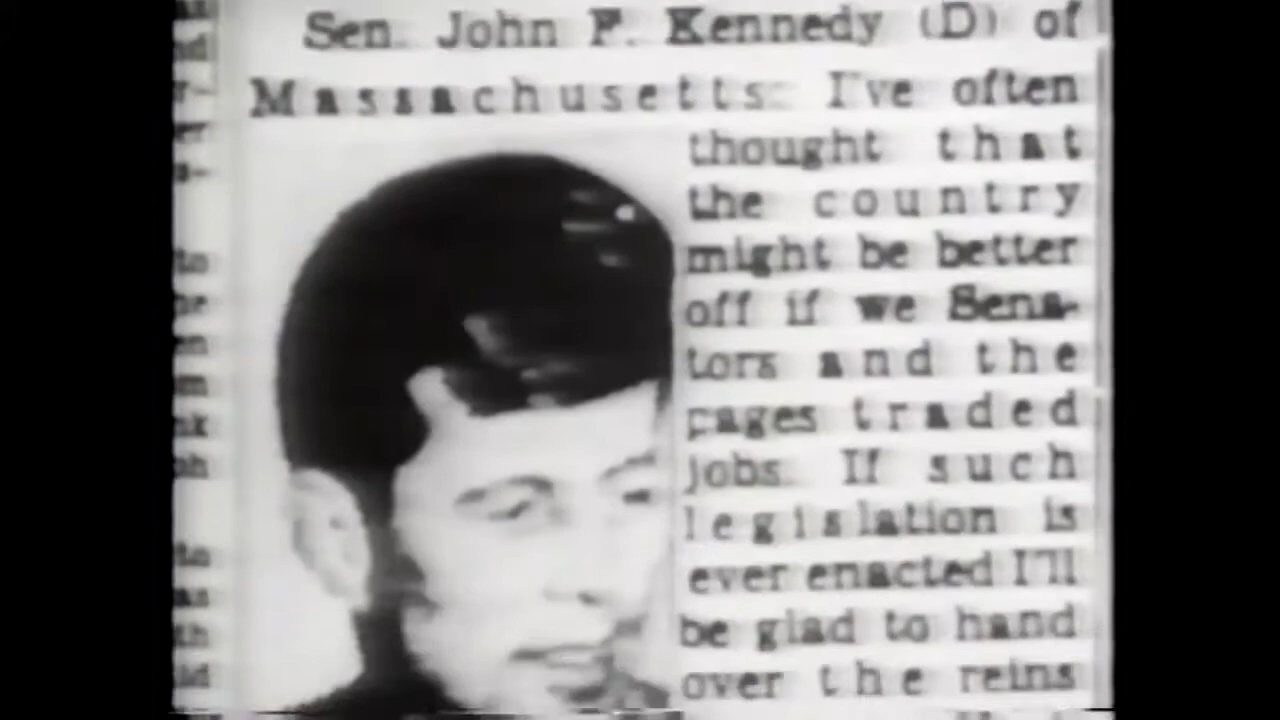 Sen. John F. Kennedy (D) of
Massachusetts: I've often
thought that
the country
might be better
off if we Sena-
tors and the
pages traded
jobs. If such
legislation is
ever enacted I'll
be glad to hand
over the reins